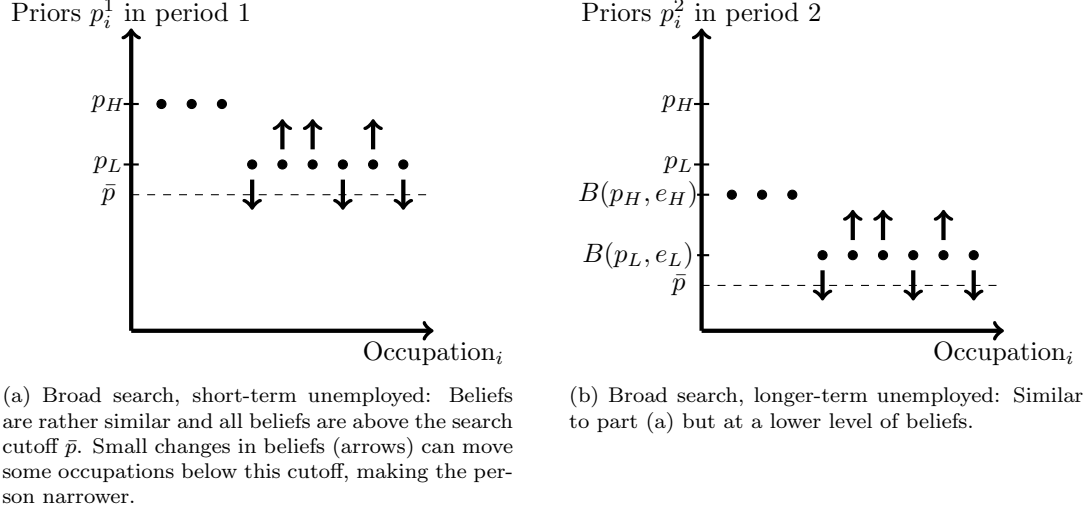 Priors $p_i^1$ in period 1
$p_H$
$p_L$
$\bar{p}$
Occupation$_i$
(a) Broad search, short-term unemployed: Beliefs
are rather similar and all beliefs are above the search
cutoff $\bar{p}$. Small changes in beliefs (arrows) can move
some occupations below this cutoff, making the per-
son narrower.
Priors $p_i^2$ in period 2
$p_H$
$p_L$
$B(p_H, e_H)$
$B(p_L, e_L)$
$\bar{p}$
Occupation$_i$
(b) Broad search, longer-term unemployed: Similar
to part (a) but at a lower level of beliefs.